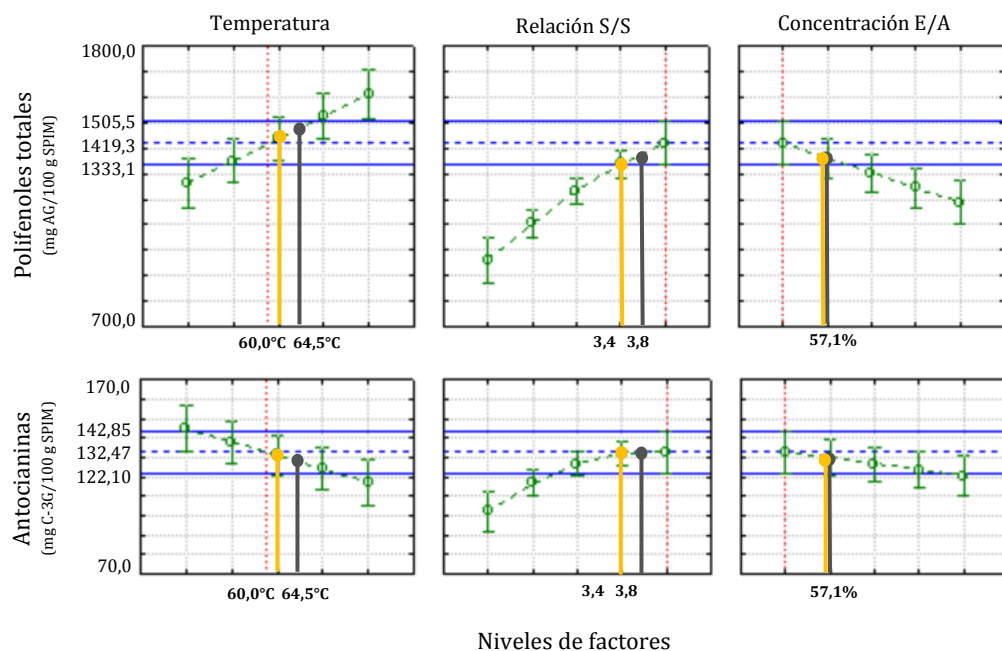 Temperatura
Relación S/S
Concentración E/A
Polifenoles totales
(mg AG/100 g SPIM)
1800,0
1505,5
1419,3
1333,1
700,0
60,0°C 64,5°C
3,4 3,8
57,1%
Antocianinas
(mg C-3G/100 g SPIM)
170,0
142,85
132,47
122,10
70,0
60,0°C 64,5°C
3,4 3,8
57,1%
Niveles de factores